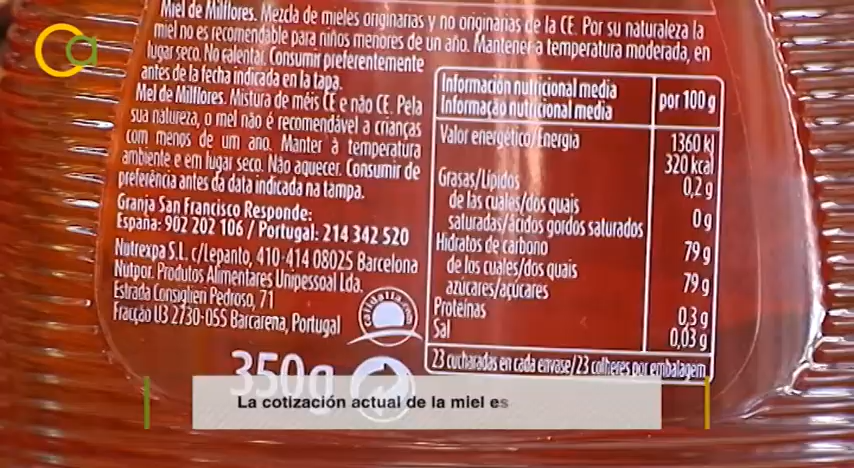 Miel de Milflores. Mezcla de mieles originarias y no originarias de la CE. Por su naturaleza la
miel no es recomendable para niños menores de un año. Mantener a temperatura moderada, en
lugar seco. No calentar. Consumir preferentemente
antes de la fecha indicada en la tapa.
Mel de Milflores. Mistura de méis CE e não CE. Pela
sua natureza, o mel não é recomendável a crianças
com menos de um ano. Manter à temperatura
ambiente e em lugar seco. Não aquecer. Consumir de
preferência antes da data indicada na tampa.
Granja San Francisco Responde:
España: 902 202 106 / Portugal: 214 342 520
Nutrexpa S.L. c/Lepanto, 410-414 08025 Barcelona
Nutpor. Produtos Alimentares Unipessoal Lda.
Estrada Consiglieri Pedroso, 71
Fracção U3 2730-055 Barcarena, Portugal
calidalia.com
350g
Información nutricional media
Informação nutricional media
por 100 g
Valor energético/Energia 1360 kJ
320 kcal
Grasas/Lípidos 0,2 g
de las cuales/dos quais
saturadas/ácidos gordos saturados 0 g
Hidratos de carbono 79 g
de los cuales/dos quais
azúcares/açúcares 79 g
Proteínas 0,3 g
Sal 0,03 g
23 cucharadas en cada envase/23 colheres por embalagem
La cotización actual de la miel es